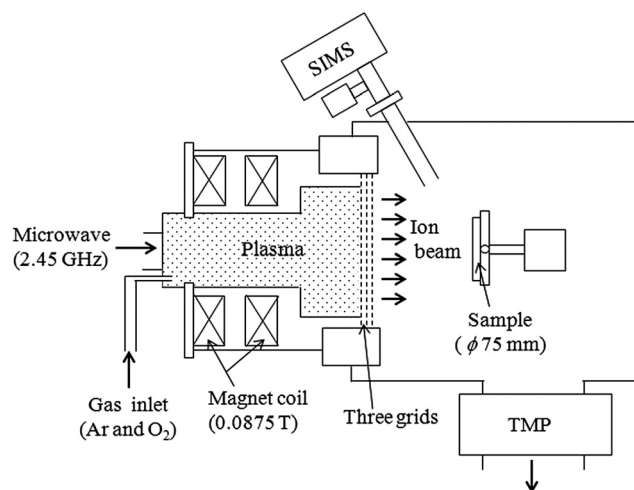 SIMS
Microwave
(2.45 GHz)
Plasma
Ion
beam
Sample
(ϕ75 mm)
Gas inlet
(Ar and O₂)
Magnet coil
(0.0875 T)
Three grids
TMP